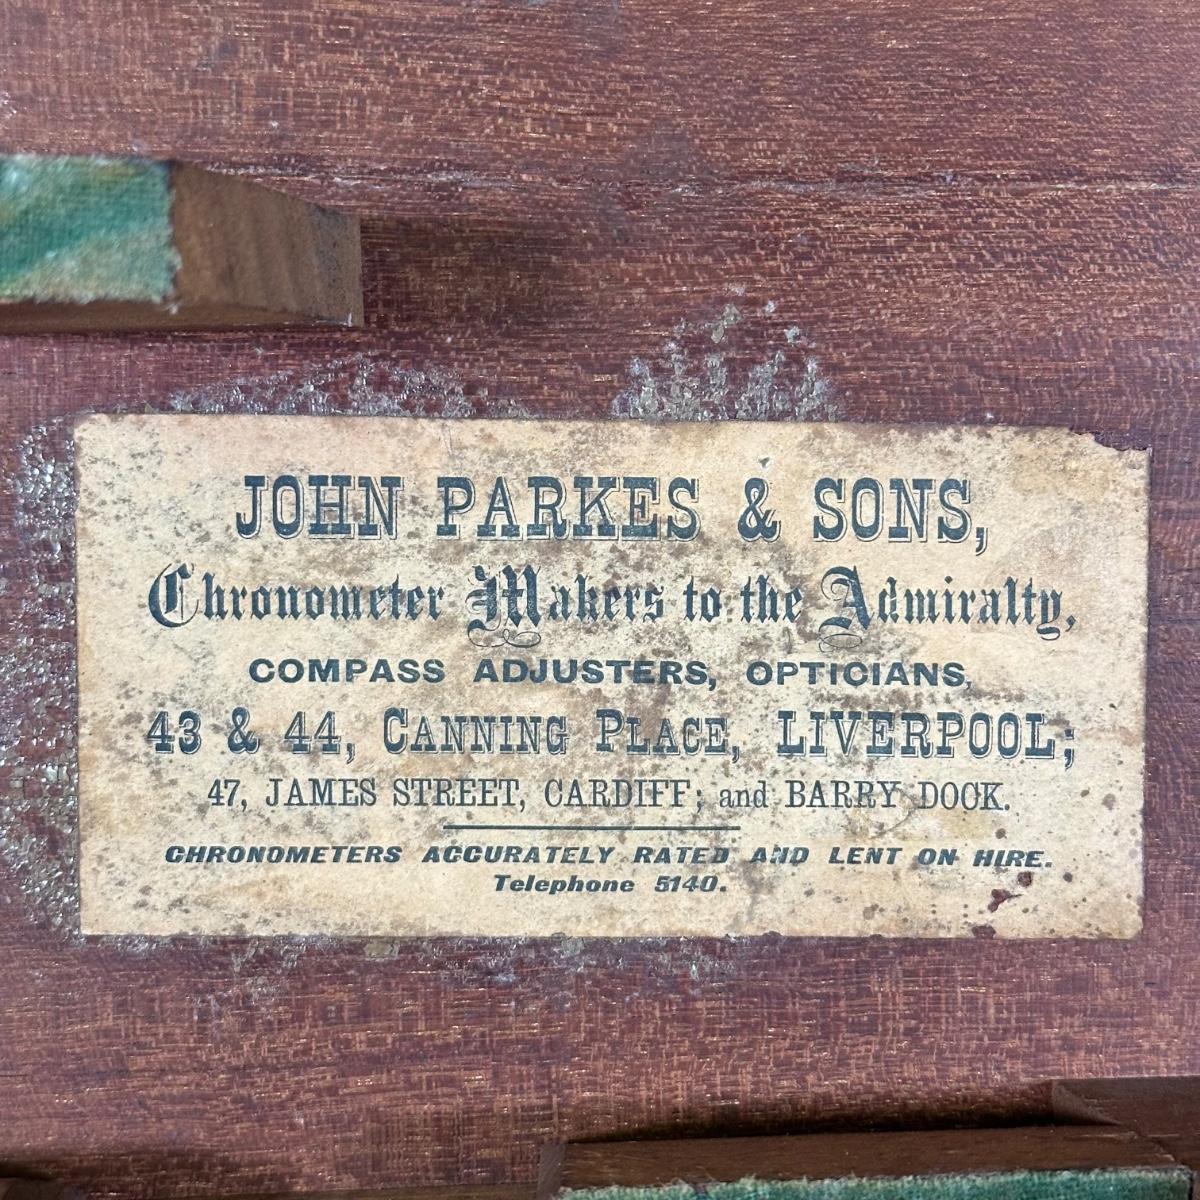 JOHN PARKES & SONS,
Chronometer Makers to the Admiralty,
COMPASS ADJUSTERS, OPTICIANS,
43 & 44, CANNING PLACE, LIVERPOOL;
47, JAMES STREET, CARDIFF; and BARRY DOCK.
CHRONOMETERS ACCURATELY RATED AND LENT ON HIRE.
Telephone 5140.